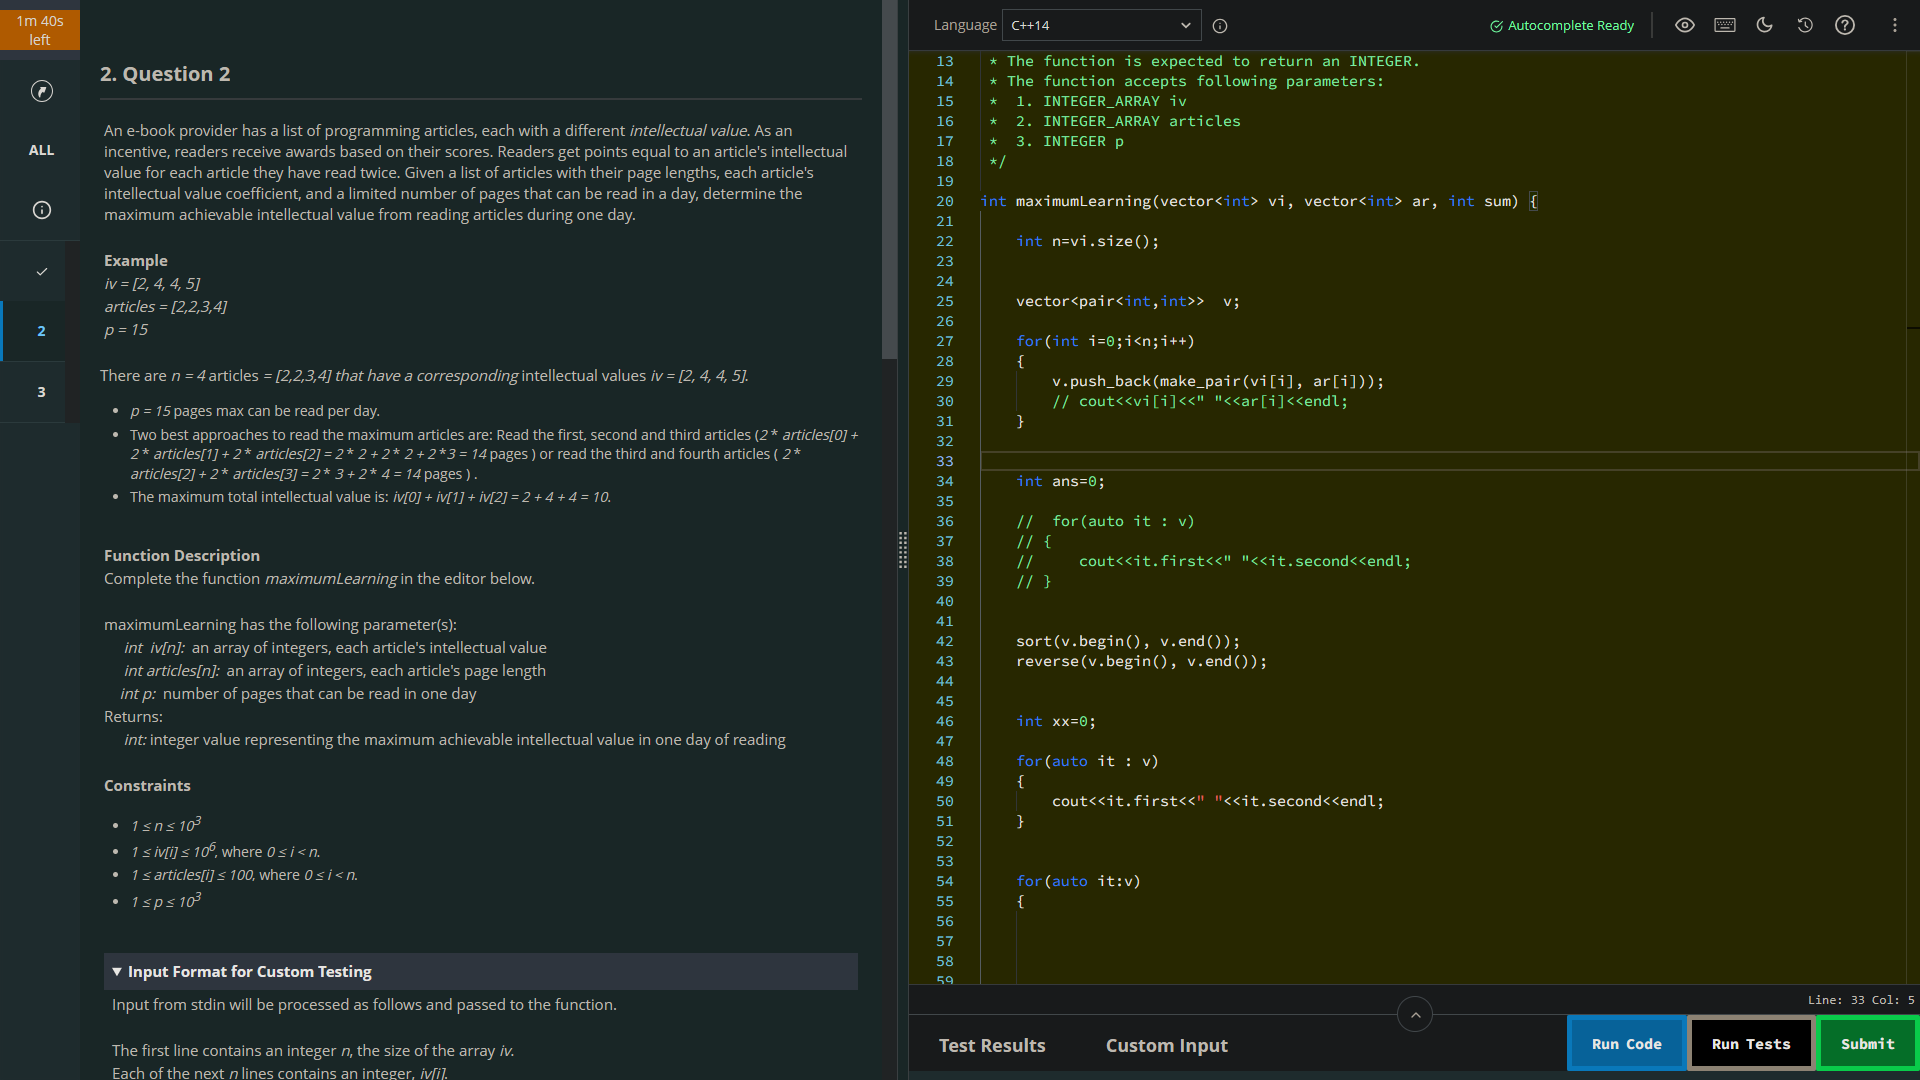 1m 40s
left
ALL
2
3
2. Question 2
An e-book provider has a list of programming articles, each with a different intellectual value. As an
incentive, readers receive awards based on their scores. Readers get points equal to an article's intellectual
value for each article they have read twice. Given a list of articles with their page lengths, each article's
intellectual value coefficient, and a limited number of pages that can be read in a day, determine the
maximum achievable intellectual value from reading articles during one day.
Example
iv = [2, 4, 4, 5]
articles = [2,2,3,4]
p = 15
There are n = 4 articles = [2,2,3,4] that have a corresponding intellectual values iv = [2, 4, 4, 5].
• p = 15 pages max can be read per day.
• Two best approaches to read the maximum articles are: Read the first, second and third articles (2 * articles[0] +
2 * articles[1] + 2 * articles[2] = 2 * 2 + 2 * 2 + 2 *3 = 14 pages ) or read the third and fourth articles ( 2 *
articles[2] + 2 * articles[3] = 2 * 3 + 2 * 4 = 14 pages ) .
• The maximum total intellectual value is: iv[0] + iv[1] + iv[2] = 2 + 4 + 4 = 10.
Function Description
Complete the function maximumLearning in the editor below.
maximumLearning has the following parameter(s):
int iv[n]: an array of integers, each article's intellectual value
int articles[n]: an array of integers, each article's page length
int p: number of pages that can be read in one day
Returns:
int: integer value representing the maximum achievable intellectual value in one day of reading
Constraints
• 1 ≤ n ≤ 10^3
• 1 ≤ iv[i] ≤ 10^6, where 0 ≤ i < n.
• 1 ≤ articles[i] ≤ 100, where 0 ≤ i < n.
• 1 ≤ p ≤ 10^3
▼ Input Format for Custom Testing
Input from stdin will be processed as follows and passed to the function.
The first line contains an integer n, the size of the array iv.
Each of the next n lines contains an integer, iv[i].
Language C++14
Autocomplete Ready
13 * The function is expected to return an INTEGER.
14 * The function accepts following parameters:
15 *  1. INTEGER_ARRAY iv
16 *  2. INTEGER_ARRAY articles
17 *  3. INTEGER p
18 */
19
20 int maximumLearning(vector<int> vi, vector<int> ar, int sum) {
21
22     int n=vi.size();
23
24
25     vector<pair<int,int>>  v;
26
27     for(int i=0;i<n;i++)
28     {
29         v.push_back(make_pair(vi[i], ar[i]));
30         // cout<<vi[i]<<" "<<ar[i]<<endl;
31     }
32
33
34     int ans=0;
35
36     //  for(auto it : v)
37     // {
38     //     cout<<it.first<<" "<<it.second<<endl;
39     // }
40
41
42     sort(v.begin(), v.end());
43     reverse(v.begin(), v.end());
44
45
46     int xx=0;
47
48     for(auto it : v)
49     {
50         cout<<it.first<<" "<<it.second<<endl;
51     }
52
53
54     for(auto it:v)
55     {
56
57
58
59
Line: 33 Col: 5
Test Results
Custom Input
Run Code
Run Tests
Submit